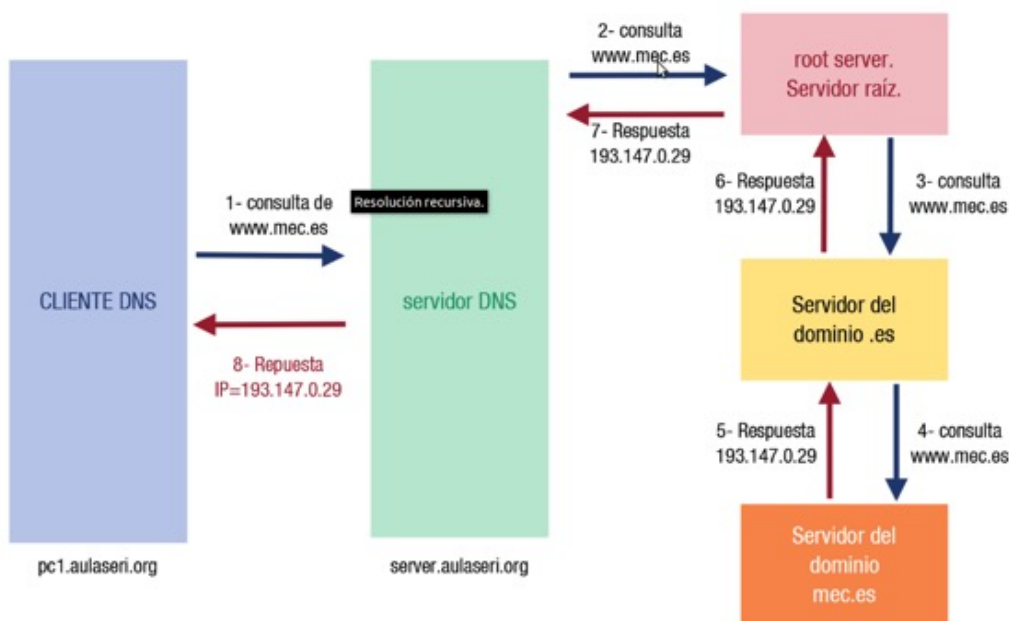 2- consulta
www.mec.es
root server.
Servidor raíz.
7- Respuesta
193.147.0.29
6- Respuesta
193.147.0.29
3- consulta
www.mec.es
1- consulta de
www.mec.es
Resolución recursiva.
CLIENTE DNS
servidor DNS
Servidor del
dominio .es
8- Repuesta
IP=193.147.0.29
5- Respuesta
193.147.0.29
4- consulta
www.mec.es
Servidor del
dominio
mec.es
pc1.aulaseri.org
server.aulaseri.org